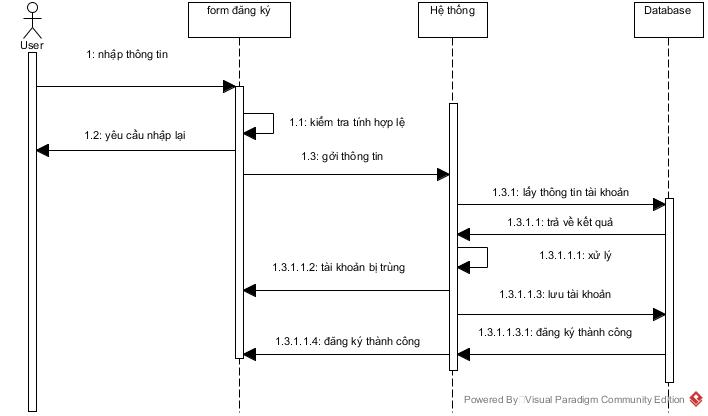 form đăng ký
Hệ thống
Database
User
1: nhập thông tin
1.1: kiểm tra tính hợp lệ
1.2: yêu cầu nhập lại
1.3: gởi thông tin
1.3.1: lấy thông tin tài khoản
1.3.1.1: trả về kết quả
1.3.1.1.1: xử lý
1.3.1.1.2: tài khoản bị trùng
1.3.1.1.3: lưu tài khoản
1.3.1.1.3.1: đăng ký thành công
1.3.1.1.4: đăng ký thành công
Powered By Visual Paradigm Community Edition